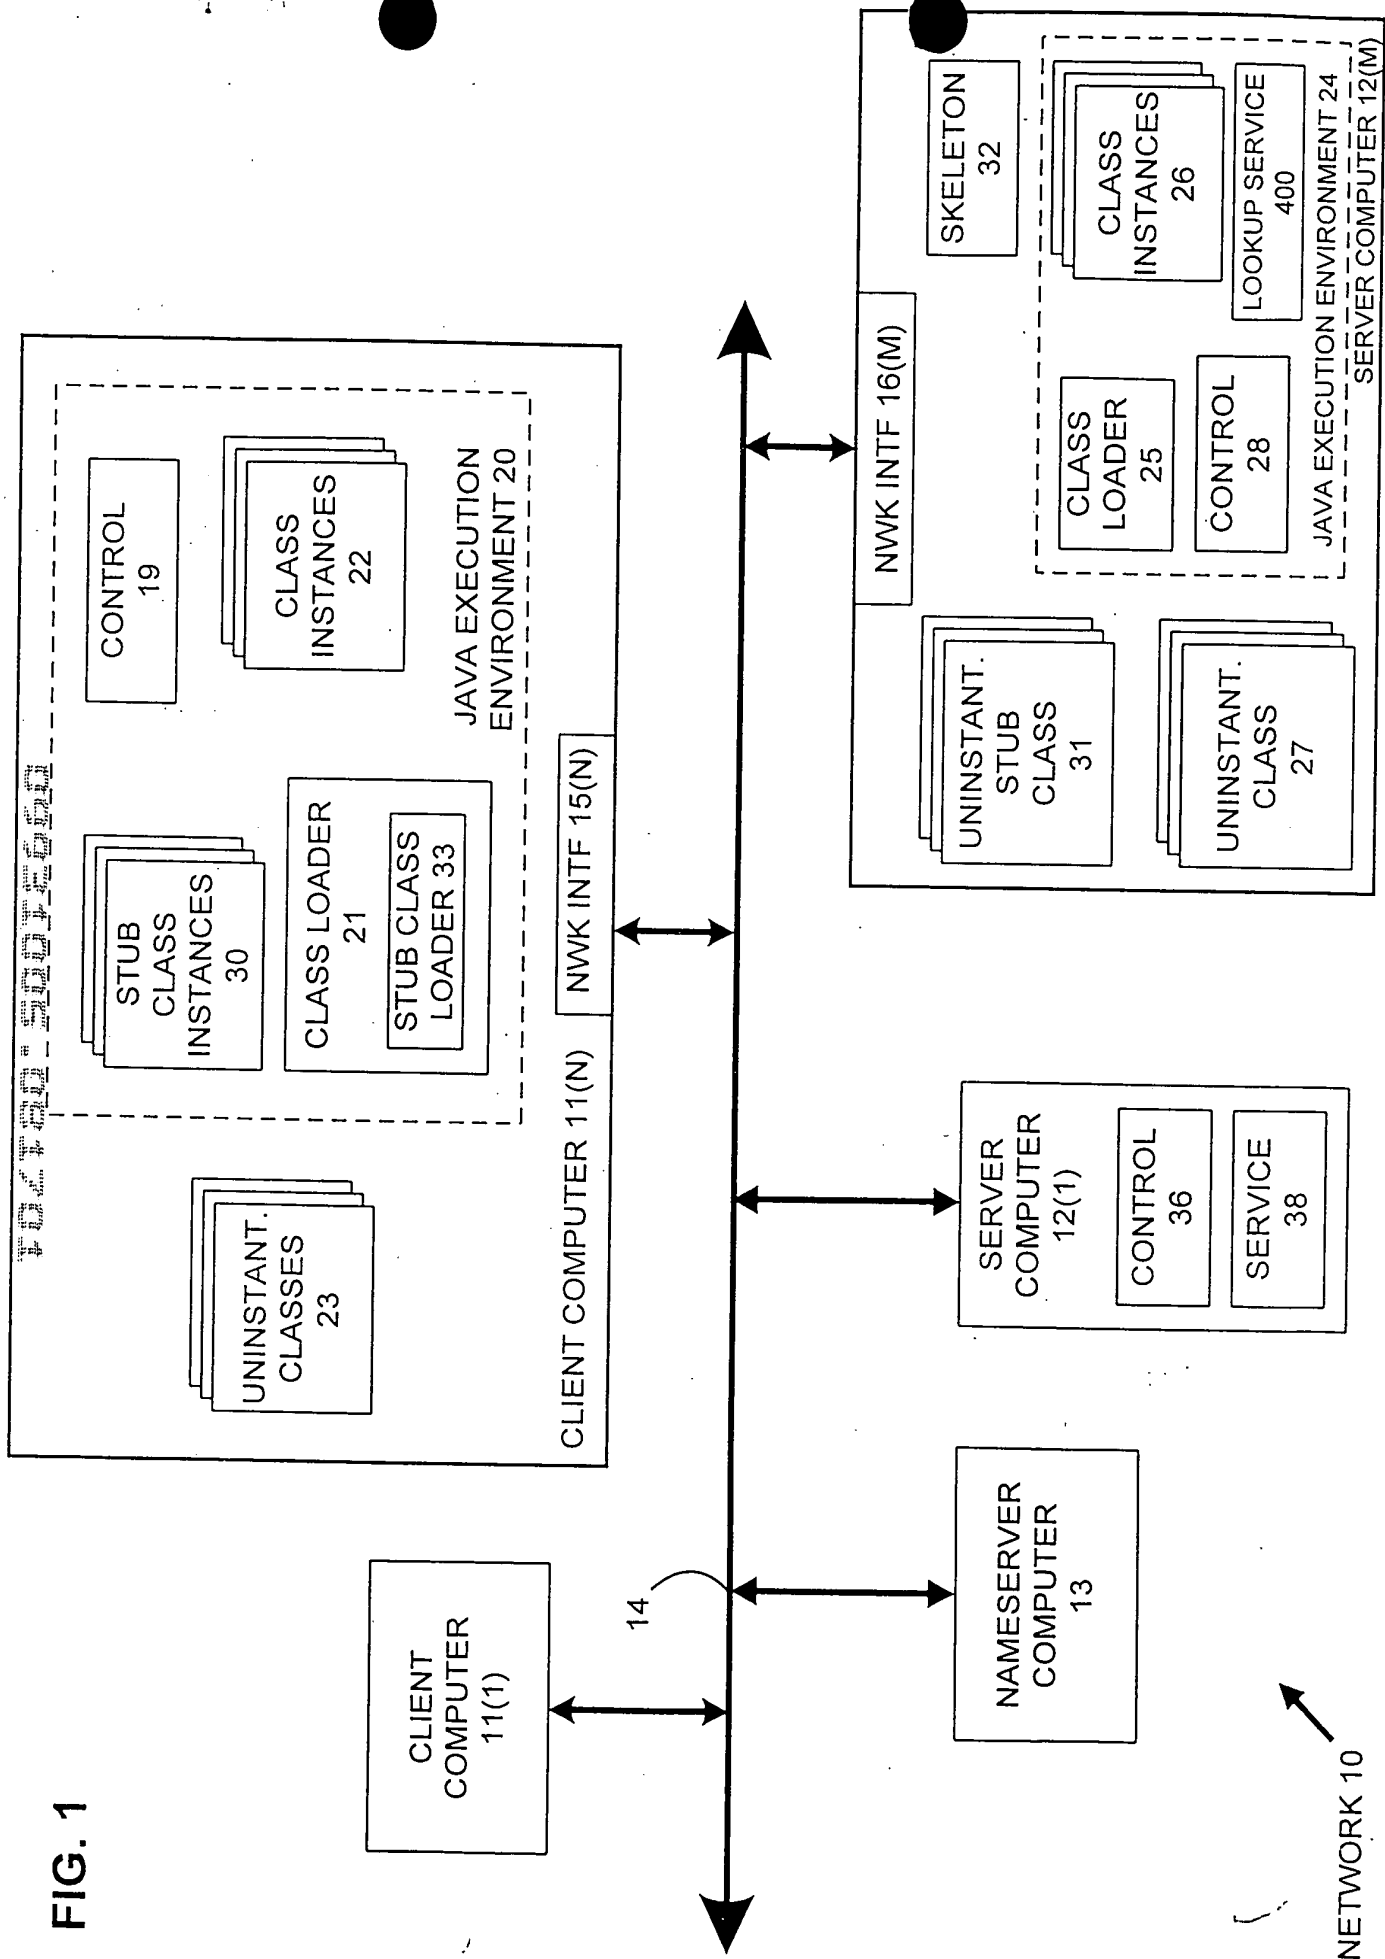 FIG. 1
CLIENT
COMPUTER
11(1)
UNINSTANT.
CLASSES
23
STUB
CLASS
INSTANCES
30
CLASS LOADER
21
STUB CLASS
LOADER 33
CONTROL
19
CLASS
INSTANCES
22
JAVA EXECUTION
ENVIRONMENT 20
CLIENT COMPUTER 11(N)
NWK INTF 15(N)
14
NAMESERVER
COMPUTER
13
SERVER
COMPUTER
12(1)
CONTROL
36
SERVICE
38
NWK INTF 16(M)
UNINSTANT.
STUB
CLASS
31
UNINSTANT.
CLASS
27
SKELETON
32
CLASS
LOADER
25
CONTROL
28
CLASS
INSTANCES
26
LOOKUP SERVICE
400
JAVA EXECUTION ENVIRONMENT 24
SERVER COMPUTER 12(M)
NETWORK 10